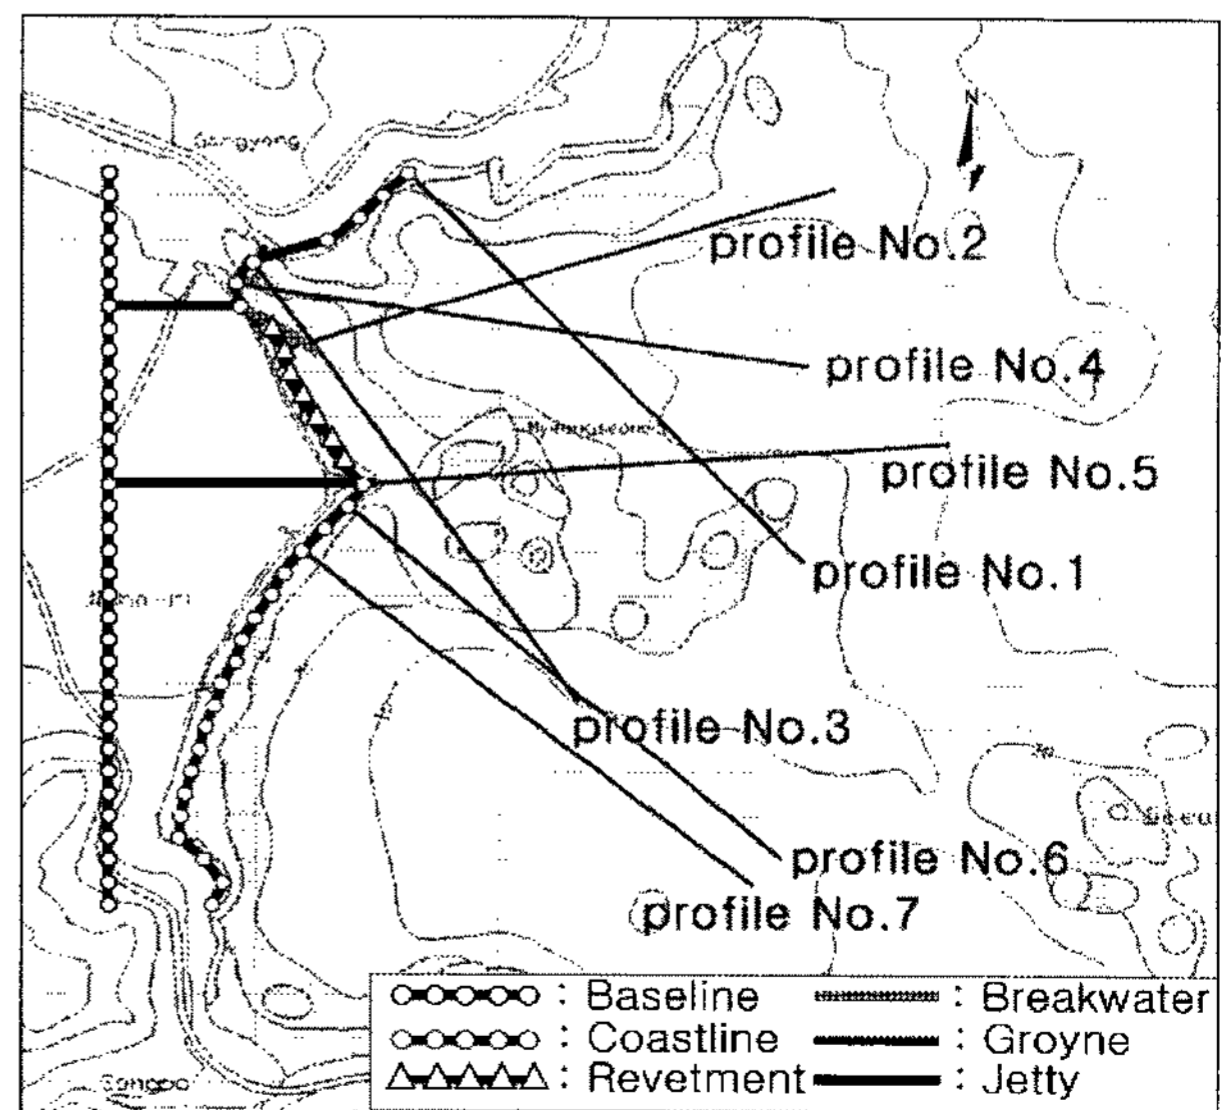 N
Gangyang
profile No.2
profile No.4
profile No.5
profile No.1
profile No.3
profile No.6
profile No.7
: Baseline
: Breakwater
: Coastline
: Groyne
: Revetment
: Jetty